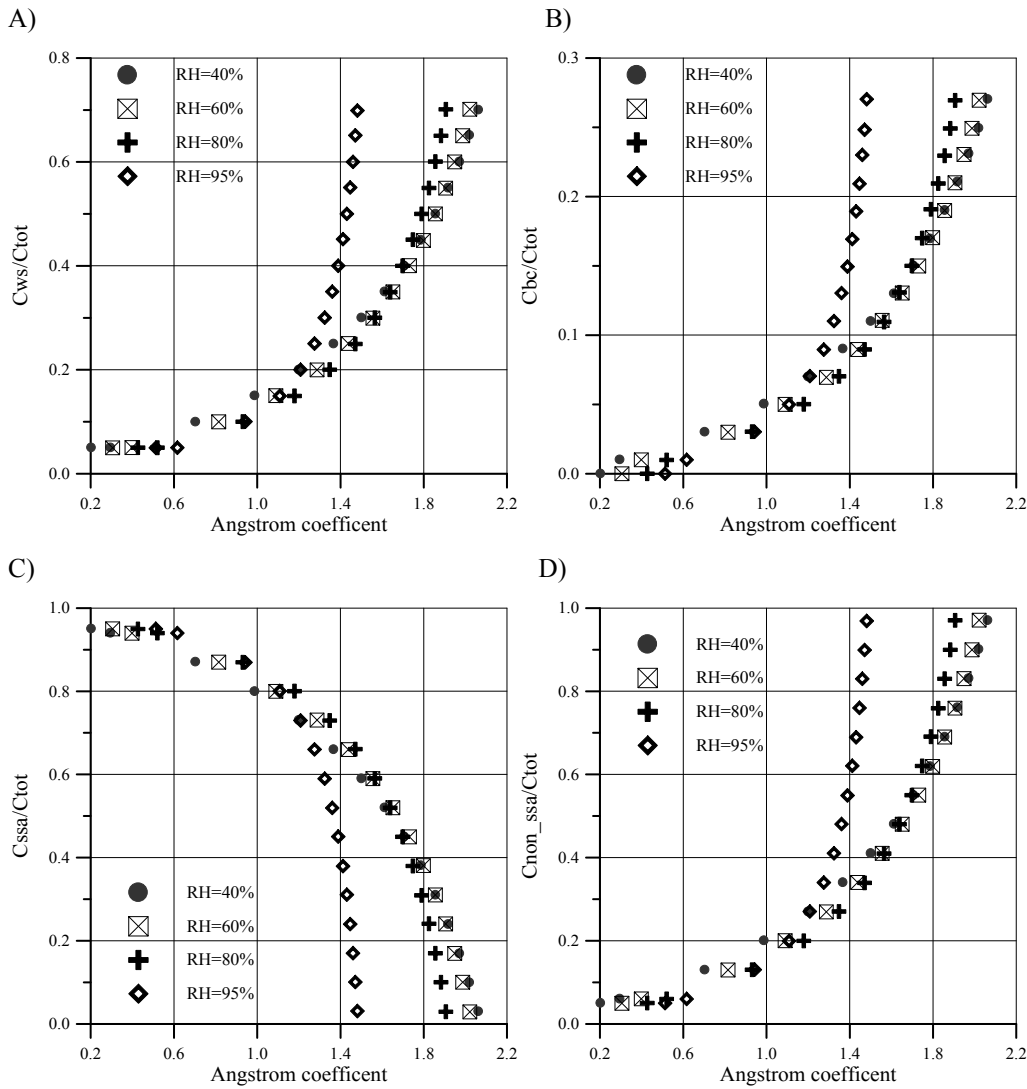 A)
B)
0.8
RH=40%
RH=60%
RH=80%
RH=95%
0.6
0.4
0.2
0.0
Cws/Ctot
0.2 0.6 1.0 1.4 1.8 2.2
Angstrom coefficent
0.3
RH=40%
RH=60%
RH=80%
RH=95%
0.2
0.1
0.0
Cbc/Ctot
0.2 0.6 1.0 1.4 1.8 2.2
Angstrom coefficent
C)
D)
1.0
0.8
0.6
0.4
0.2
0.0
Cssa/Ctot
RH=40%
RH=60%
RH=80%
RH=95%
0.2 0.6 1.0 1.4 1.8 2.2
Angstrom coefficent
1.0
0.8
0.6
0.4
0.2
0.0
Cnon_ssa/Ctot
RH=40%
RH=60%
RH=80%
RH=95%
0.2 0.6 1.0 1.4 1.8 2.2
Angstrom coefficent